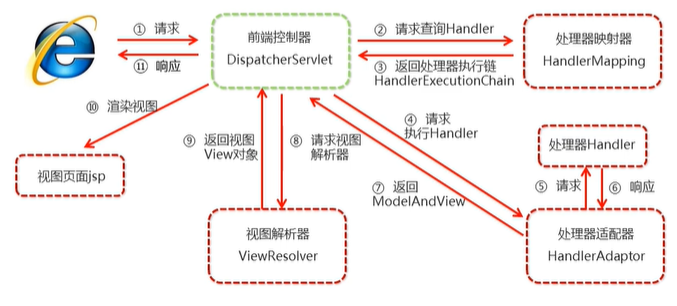 ① 请求
⑪ 响应
前端控制器
DispatcherServlet
② 请求查询Handler
③ 返回处理器执行链
HandlerExecutionChain
处理器映射器
HandlerMapping
⑩ 渲染视图
⑨ 返回视图
View对象
⑧ 请求视图
解析器
④ 请求
执行Handler
处理器Handler
视图页面jsp
⑦ 返回
ModelAndView
⑤ 请求
⑥ 响应
视图解析器
ViewResolver
处理器适配器
HandlerAdaptor